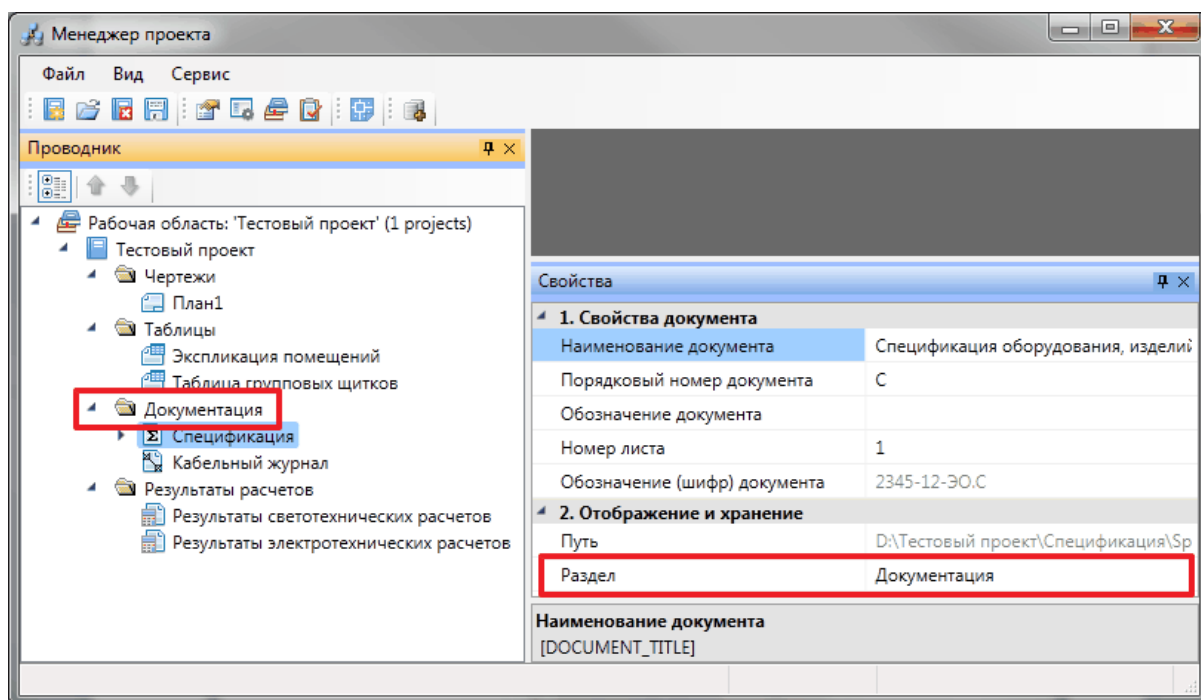 Менеджер проекта
Файл Вид Сервис
Проводник
Рабочая область: 'Тестовый проект' (1 projects)
Тестовый проект
Чертежи
План1
Таблицы
Экспликация помещений
Таблица групповых щитков
Документация
Спецификация
Кабельный журнал
Результаты расчетов
Результаты светотехнических расчетов
Результаты электротехнических расчетов
Свойства
1. Свойства документа
Наименование документа Спецификация оборудования, изделий
Порядковый номер документа С
Обозначение документа
Номер листа 1
Обозначение (шифр) документа 2345-12-ЭО.С
2. Отображение и хранение
Путь D:\Тестовый проект\Спецификация\Sp
Раздел Документация
Наименование документа
[DOCUMENT_TITLE]